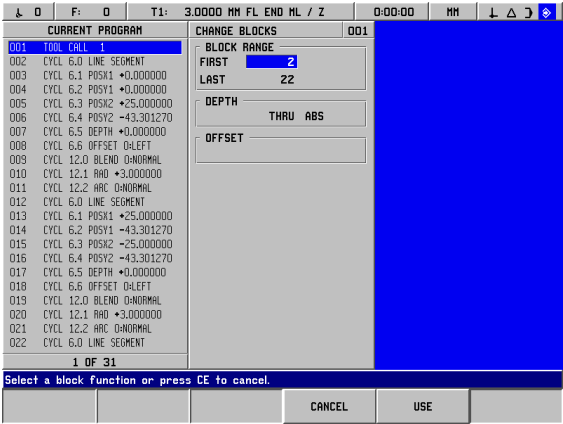 0 F: 0 T1: 3.0000 MM FL END ML / Z 0:00:00 MM
CURRENT PROGRAM
001 TOOL CALL 1
002 CYCL 6.0 LINE SEGMENT
003 CYCL 6.1 POSX1 +0.000000
004 CYCL 6.2 POSY1 +0.000000
005 CYCL 6.3 POSX2 +25.000000
006 CYCL 6.4 POSY2 -43.301270
007 CYCL 6.5 DEPTH +0.000000
008 CYCL 6.6 OFFSET 0:LEFT
009 CYCL 12.0 BLEND 0:NORMAL
010 CYCL 12.1 RAD +3.000000
011 CYCL 12.2 ARC 0:NORMAL
012 CYCL 6.0 LINE SEGMENT
013 CYCL 6.1 POSX1 +25.000000
014 CYCL 6.2 POSY1 -43.301270
015 CYCL 6.3 POSX2 -25.000000
016 CYCL 6.4 POSY2 -43.301270
017 CYCL 6.5 DEPTH +0.000000
018 CYCL 6.6 OFFSET 0:LEFT
019 CYCL 12.0 BLEND 0:NORMAL
020 CYCL 12.1 RAD +3.000000
021 CYCL 12.2 ARC 0:NORMAL
022 CYCL 6.0 LINE SEGMENT
1 OF 31
CHANGE BLOCKS 001
BLOCK RANGE
FIRST 2
LAST 22
DEPTH
THRU ABS
OFFSET
Select a block function or press CE to cancel.
CANCEL USE